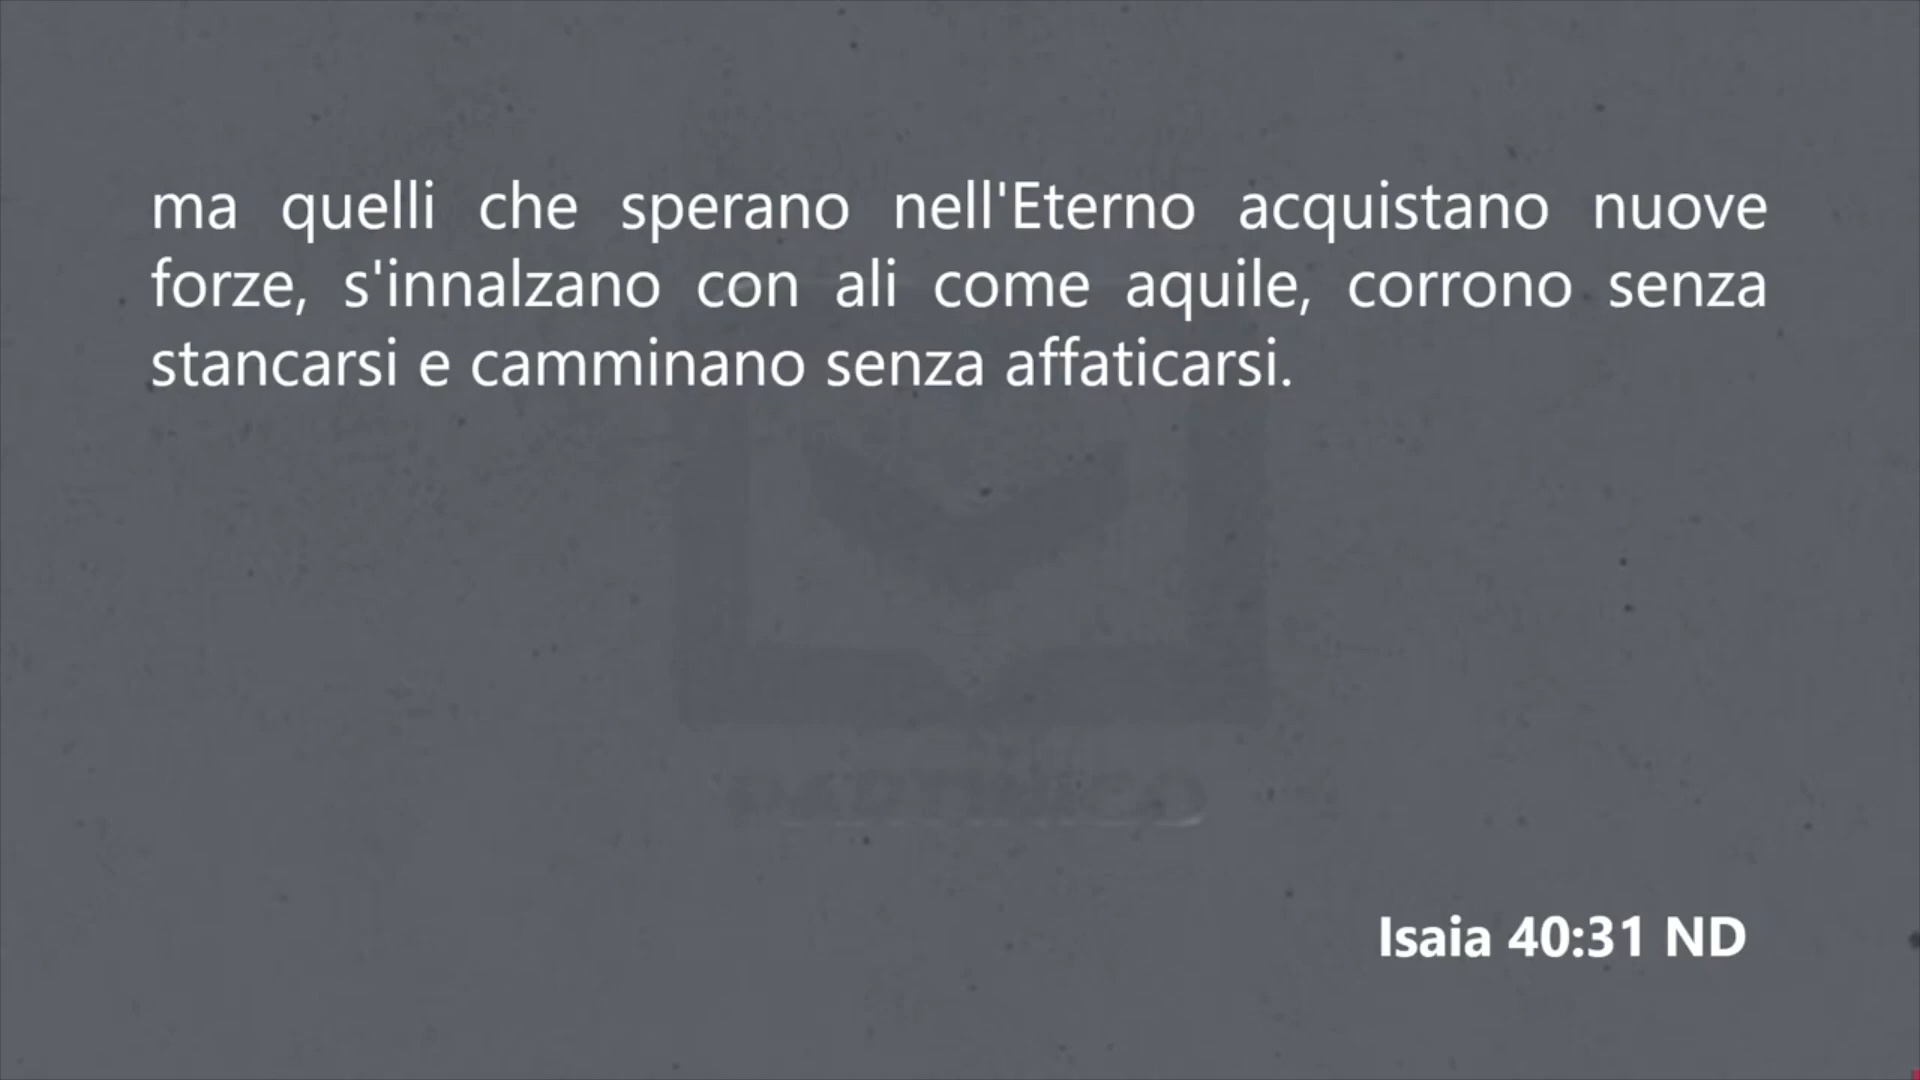 ma quelli che sperano nell'Eterno acquistano nuove
forze, s'innalzano con ali come aquile, corrono senza
stancarsi e camminano senza affaticarsi.
PARTINICO
Isaia 40:31 ND